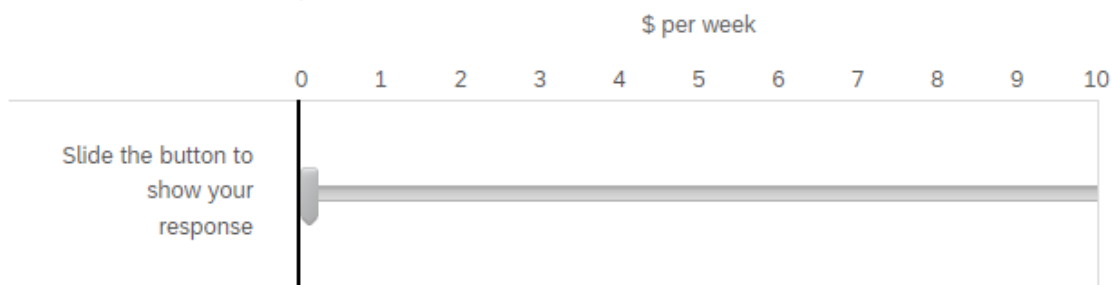 $ per week
0 1 2 3 4 5 6 7 8 9 10
Slide the button to
show your
response